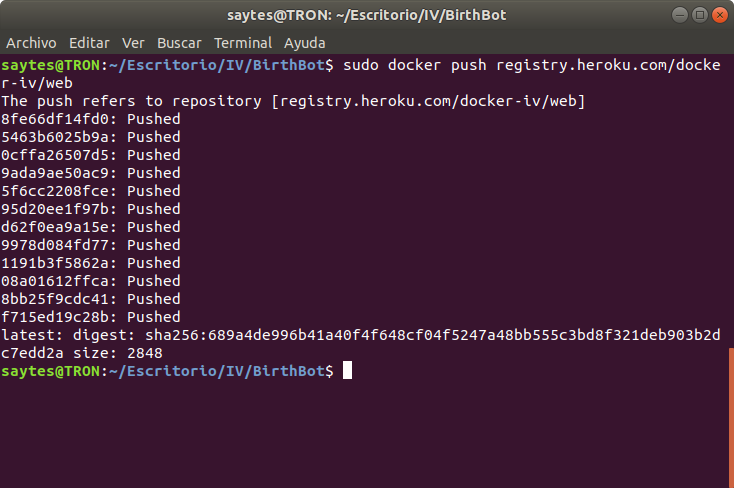 saytes@TRON: ~/Escritorio/IV/BirthBot
Archivo Editar Ver Buscar Terminal Ayuda
saytes@TRON:~/Escritorio/IV/BirthBot$ sudo docker push registry.heroku.com/docke
r-iv/web
The push refers to repository [registry.heroku.com/docker-iv/web]
8fe66df14fd0: Pushed
5463b6025b9a: Pushed
0cffa26507d5: Pushed
9ada9ae50ac9: Pushed
5f6cc2208fce: Pushed
95d20ee1f97b: Pushed
d62f0ea9a15e: Pushed
9978d084fd77: Pushed
1191b3f5862a: Pushed
08a01612ffca: Pushed
8bb25f9cdc41: Pushed
f715ed19c28b: Pushed
latest: digest: sha256:689a4de996b41a40f4f648cf04f5247a48bb555c3bd8f321deb903b2d
c7edd2a size: 2848
saytes@TRON:~/Escritorio/IV/BirthBot$